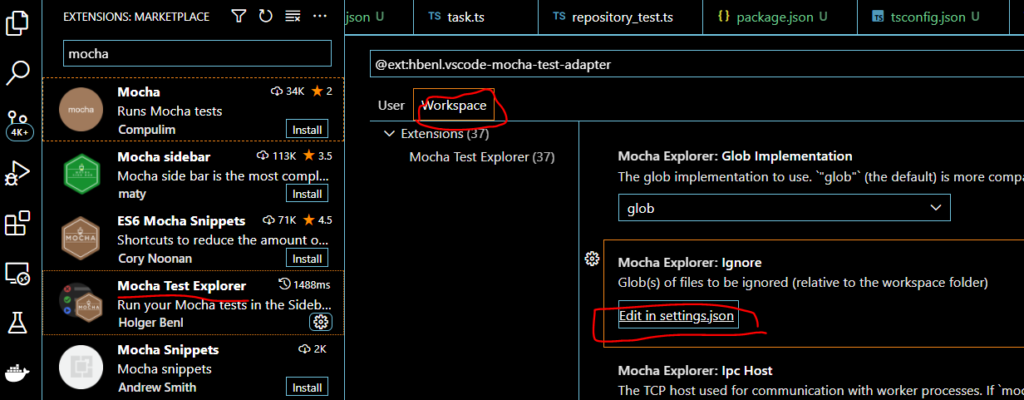 EXTENSIONS: MARKETPLACE
mocha
Mocha
34K
2
Runs Mocha tests
Compulim
Install
mocha
Mocha sidebar
113K
3.5
Mocha side bar is the most compl...
maty
Install
ES6 Mocha Snippets
71K
4.5
Shortcuts to reduce the amount o...
Cory Noonan
Install
MOCHA
Mocha Test Explorer
1488ms
Run your Mocha tests in the Sideb...
Holger Benl
MOCHA
Mocha Snippets
2K
Mocha snippets
Andrew Smith
Install
4K+
.json U
TS task.ts
TS repository_test.ts
{} package.json U
TS tsconfig.json U
@ext:hbenl.vscode-mocha-test-adapter
User
Workspace
Extensions (37)
Mocha Test Explorer (37)
Mocha Explorer: Glob Implementation
The glob implementation to use. `"glob"` (the default) is more compa
glob
Mocha Explorer: Ignore
Glob(s) of files to be ignored (relative to the workspace folder)
Edit in settings.json
Mocha Explorer: Ipc Host
The TCP host used for communication with worker processes. If `moc